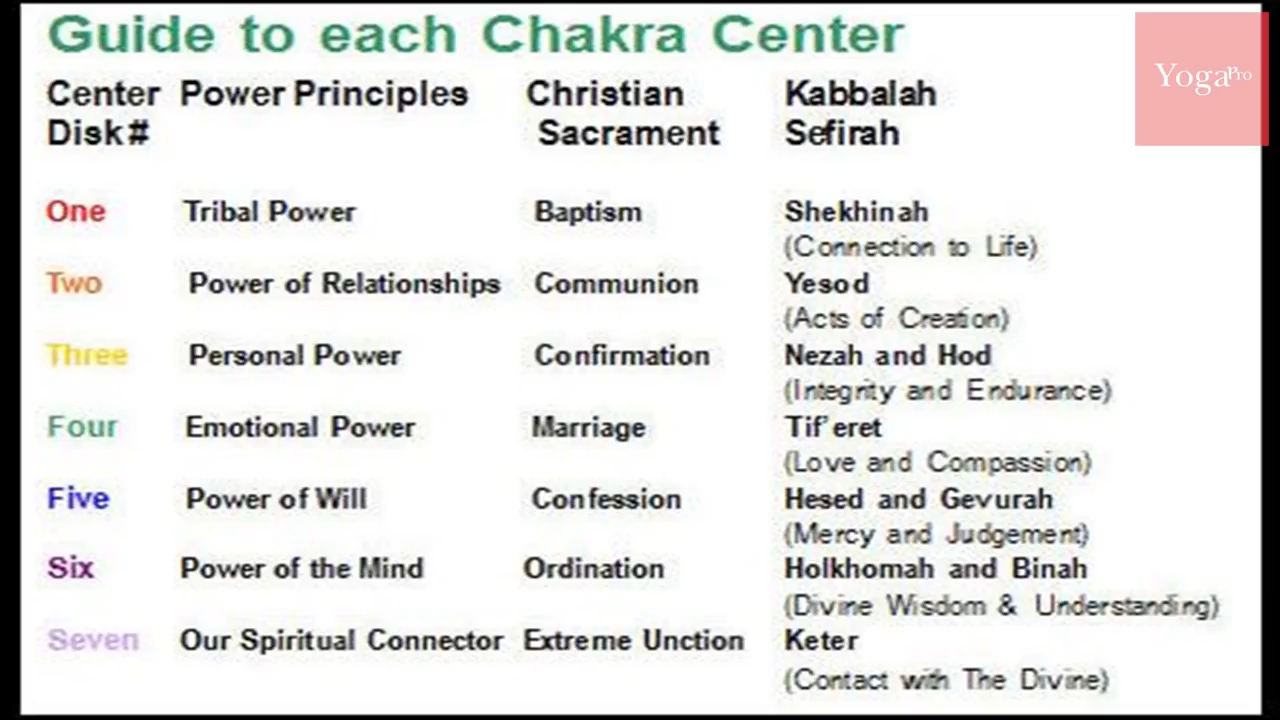 Guide to each Chakra Center
YogaPro
Center Power Principles Christian Kabbalah
Disk# Sacrament Sefirah
One Tribal Power Baptism Shekhinah
(Connection to Life)
Two Power of Relationships Communion Yesod
(Acts of Creation)
Three Personal Power Confirmation Nezah and Hod
(Integrity and Endurance)
Four Emotional Power Marriage Tif'eret
(Love and Compassion)
Five Power of Will Confession Hesed and Gevurah
(Mercy and Judgement)
Six Power of the Mind Ordination Holkhomah and Binah
(Divine Wisdom & Understanding)
Seven Our Spiritual Connector Extreme Unction Keter
(Contact with The Divine)